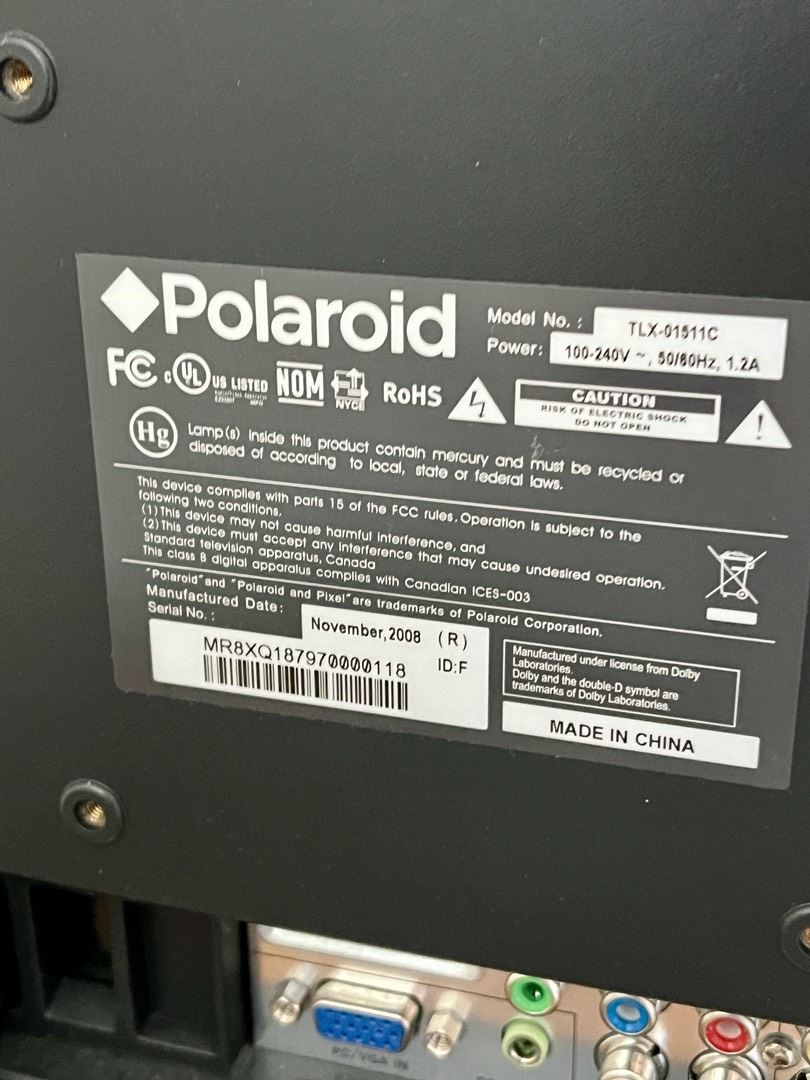 Polaroid
Model No. : TLX-01511C
Power: 100-240V ~, 50/60Hz, 1.2A
FC c UL US LISTED NOM NYCE RoHS
CAUTION
RISK OF ELECTRIC SHOCK
DO NOT OPEN
!
Hg
Lamp(s) inside this product contain mercury and must be recycled or
disposed of according to local, state or federal laws.
This device complies with parts 15 of the FCC rules. Operation is subject to the
following two conditions.
(1)This device may not cause harmful interference, and
(2)This device must accept any interference that may cause undesired operation.
Standard television apparatus, Canada
This class B digital apparatus complies with Canadian ICES-003
"Polaroid" and "Polaroid and Pixel" are trademarks of Polaroid Corporation.
Manufactured Date: November,2008 (R)
Serial No. :
MR8XQ187970000118 ID:F
Manufactured under license from Dolby
Laboratories.
Dolby and the double-D symbol are
trademarks of Dolby Laboratories.
MADE IN CHINA
PC/VGA IN